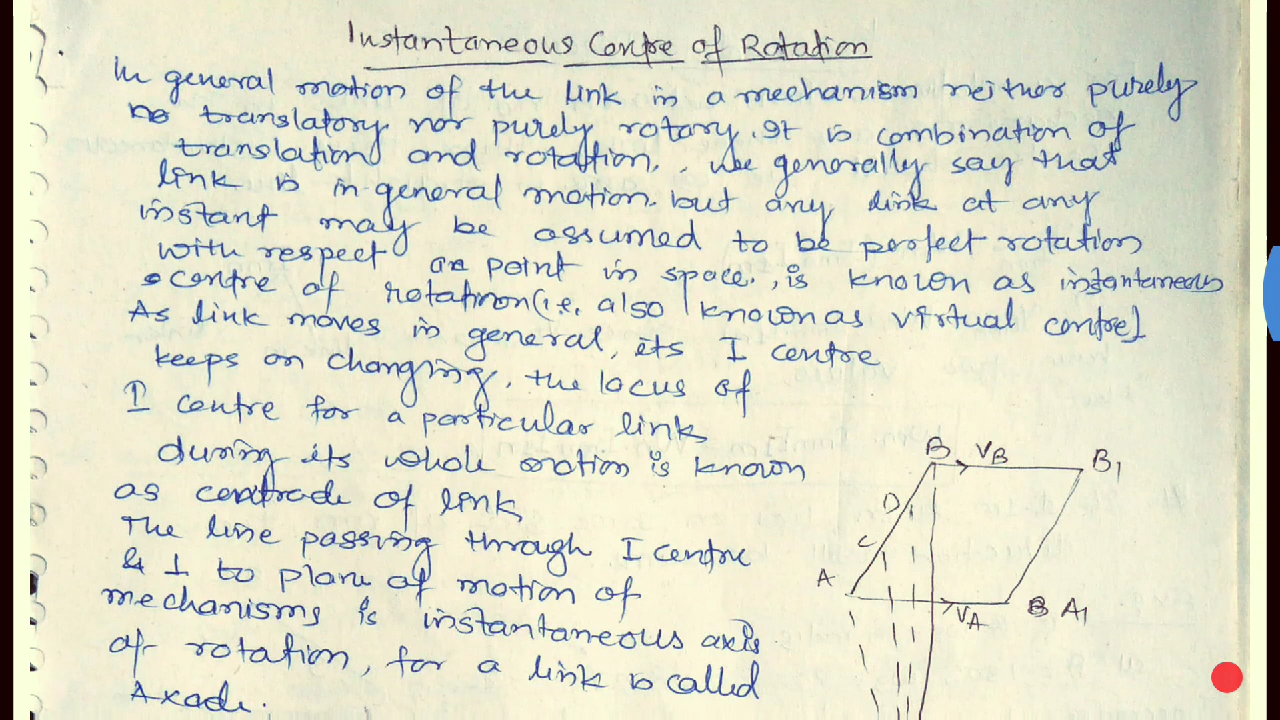 Instantaneous Centre of Rotation
In general motion of the link in a mechanism neither purely
translatory nor purely rotary. It is combination of
translation and rotation. we generally say that
link is in general motion. but any link at any
instant may be assumed to be perfect rotation
with respect an point in space., is known as instantaneous
centre of rotation (i.e. also known as virtual centre)
As link moves in general, its I centre
keeps on changing. the locus of
I centre for a particular links
during its whole motion is known
as centrode of link
The line passing through I centre
& ⊥ to plane of motion of
mechanisms is instantaneous axis
of rotation, for a link is called
Axode.
B VB B1
D
C
A
VA B A1